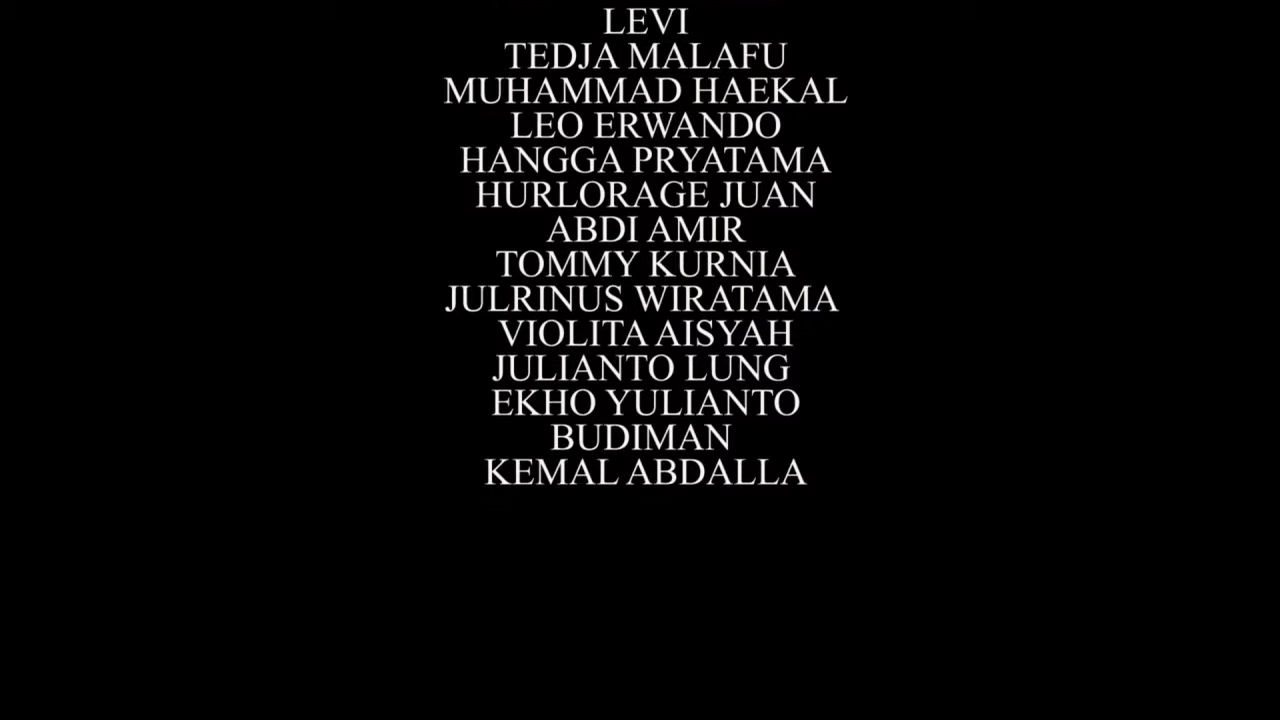 LEVI
TEDJA MALAFU
MUHAMMAD HAEKAL
LEO ERWANDO
HANGGA PRYATAMA
HURLORAGE JUAN
ABDI AMIR
TOMMY KURNIA
JULRINUS WIRATAMA
VIOLITA AISYAH
JULIANTO LUNG
EKHO YULIANTO
BUDIMAN
KEMAL ABDALLA